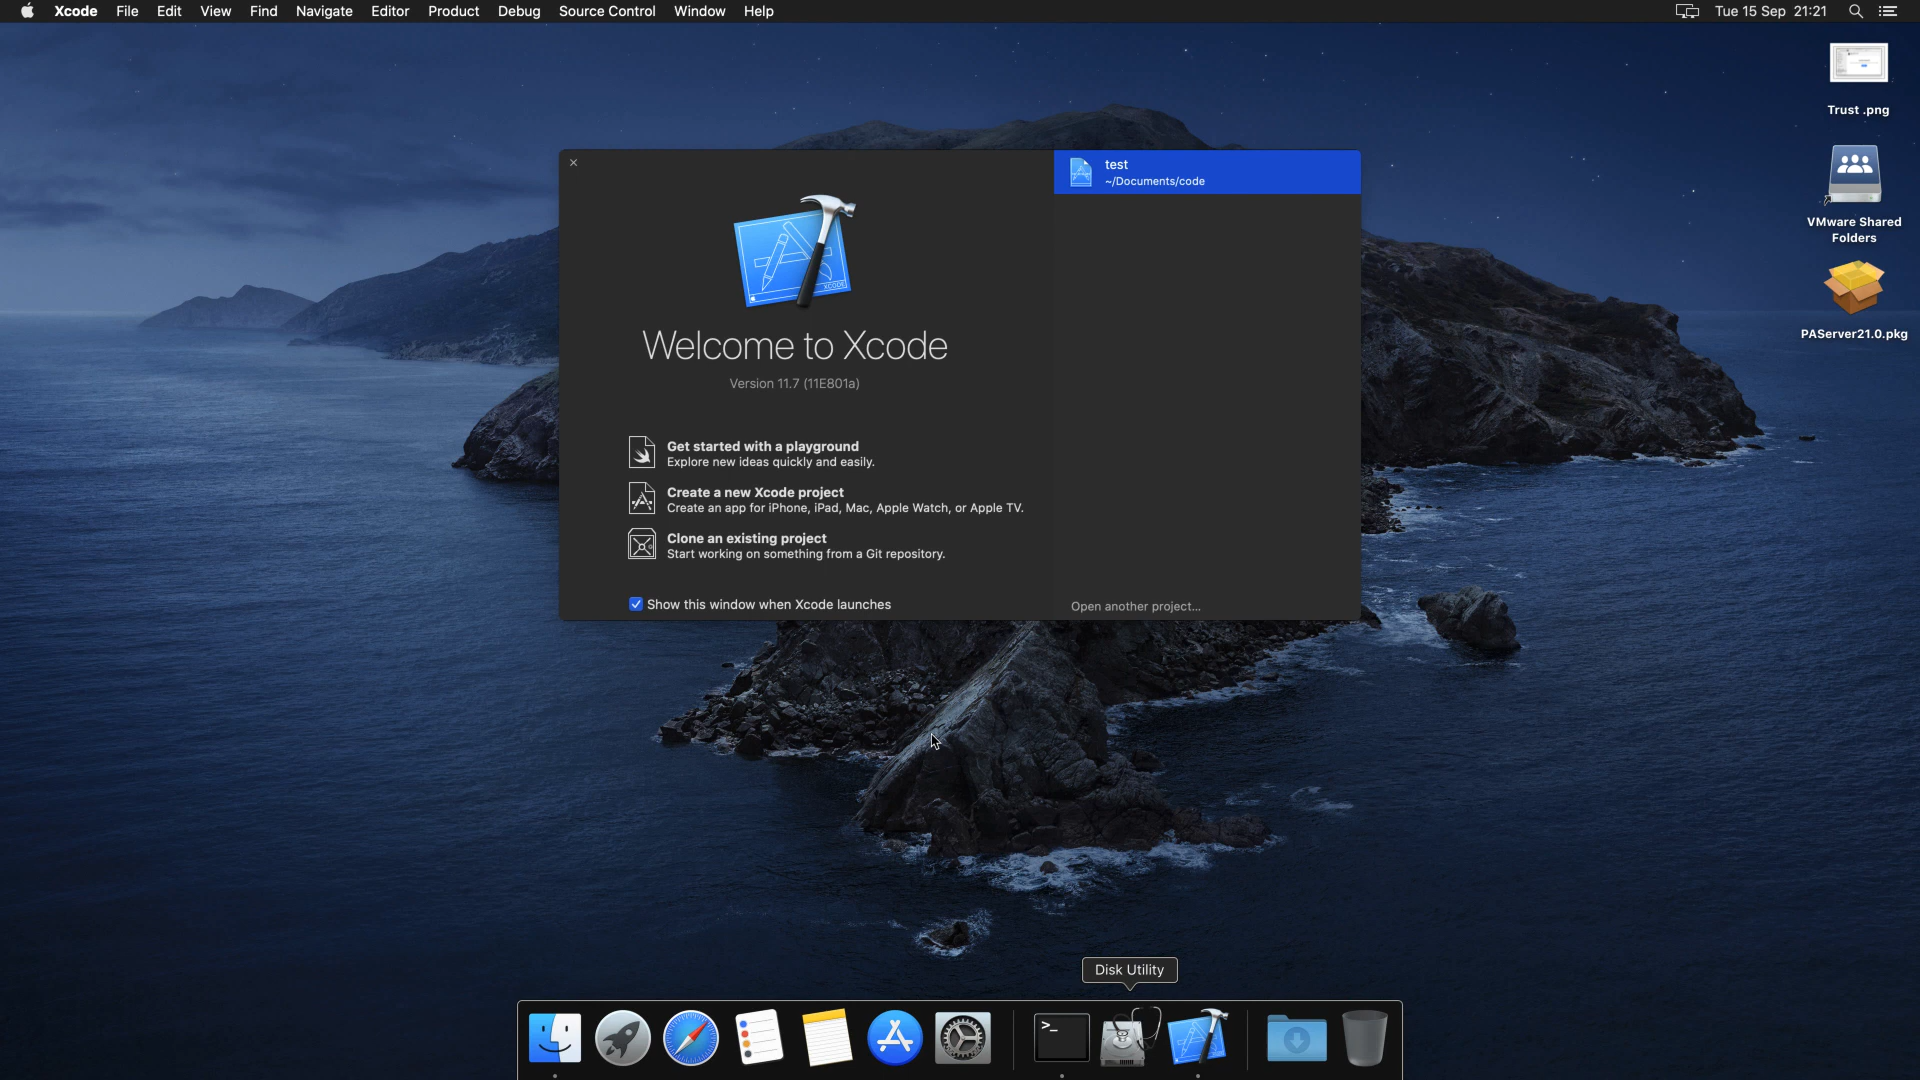 Xcode File Edit View Find Navigate Editor Product Debug Source Control Window Help Tue 15 Sep 21:21
Trust .png
VMware Shared
Folders
PAServer21.0.pkg
test
~/Documents/code
XCODE
Welcome to Xcode
Version 11.7 (11E801a)
Get started with a playground
Explore new ideas quickly and easily.
Create a new Xcode project
Create an app for iPhone, iPad, Mac, Apple Watch, or Apple TV.
Clone an existing project
Start working on something from a Git repository.
Show this window when Xcode launches
Open another project...
Disk Utility
>_